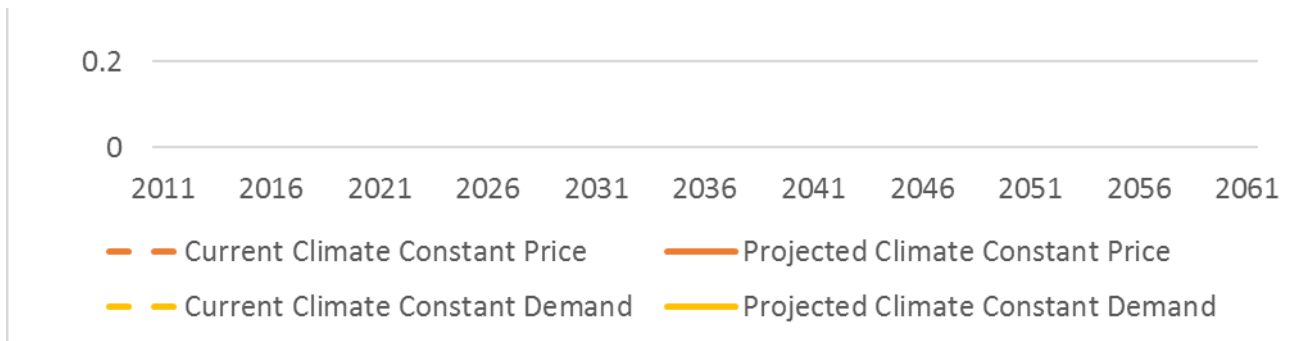 0.2
0
2011 2016 2021 2026 2031 2036 2041 2046 2051 2056 2061
Current Climate Constant Price Projected Climate Constant Price
Current Climate Constant Demand Projected Climate Constant Demand